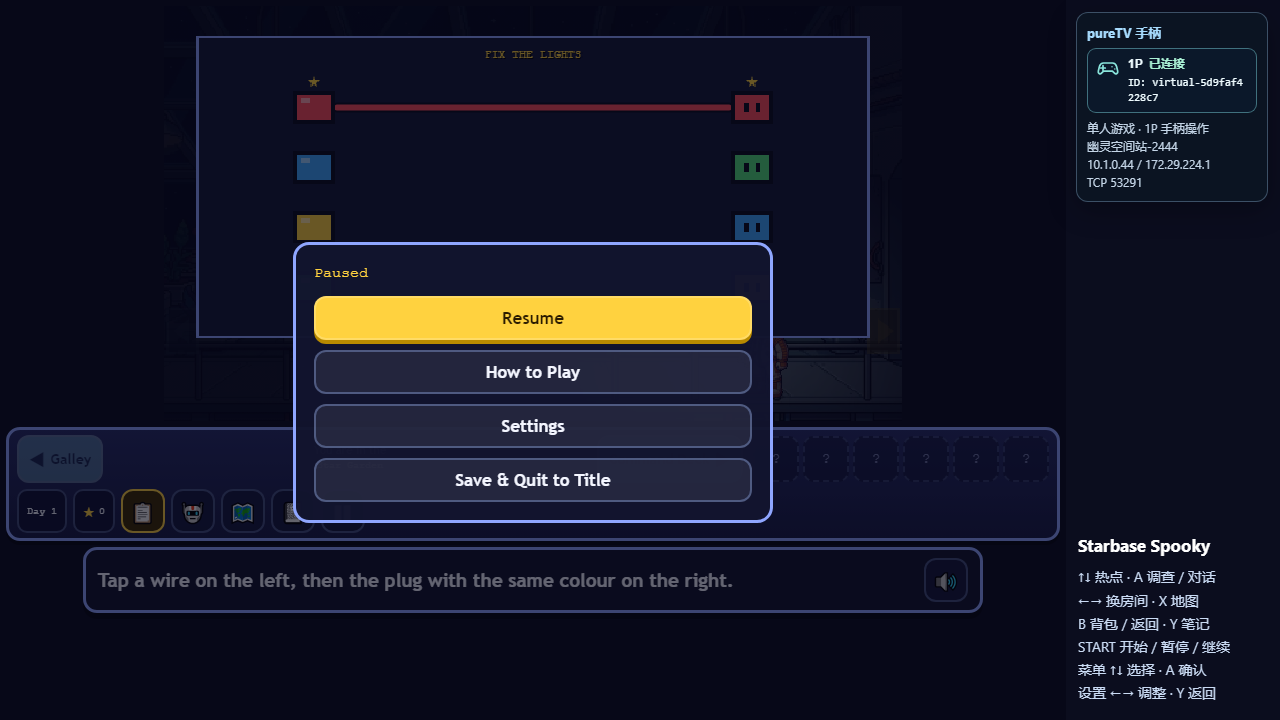 FIX THE LIGHTS
Paused
Resume
How to Play
Settings
Save & Quit to Title
◀ Galley
? ? ? ? ? ?
Day 1
★ 0
Tap a wire on the left, then the plug with the same colour on the right.
pureTV 手柄
1P 已连接
ID: virtual-5d9faf4
228c7
单人游戏 · 1P 手柄操作
幽灵空间站-2444
10.1.0.44 / 172.29.224.1
TCP 53291
Starbase Spooky
↑↓ 热点 · A 调查 / 对话
←→ 换房间 · X 地图
B 背包 / 返回 · Y 笔记
START 开始 / 暂停 / 继续
菜单 ↑↓ 选择 · A 确认
设置 ←→ 调整 · Y 返回